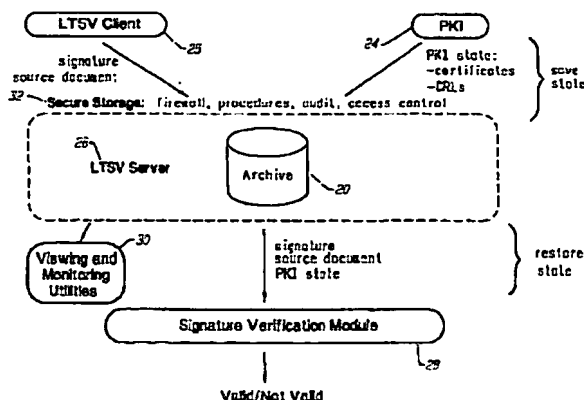 LTSV Client
PKI
25
24
signature
source document
PKI state:
-certificates
-CRLs
save
state
32
Secure Storage: firewall, procedures, audit, access control
26
LTSV Server
Archive
20
30
Viewing and
Monitoring
Utilities
signature
source document
PKI state
restore
state
Signature Verification Module
28
Valid/Not Valid